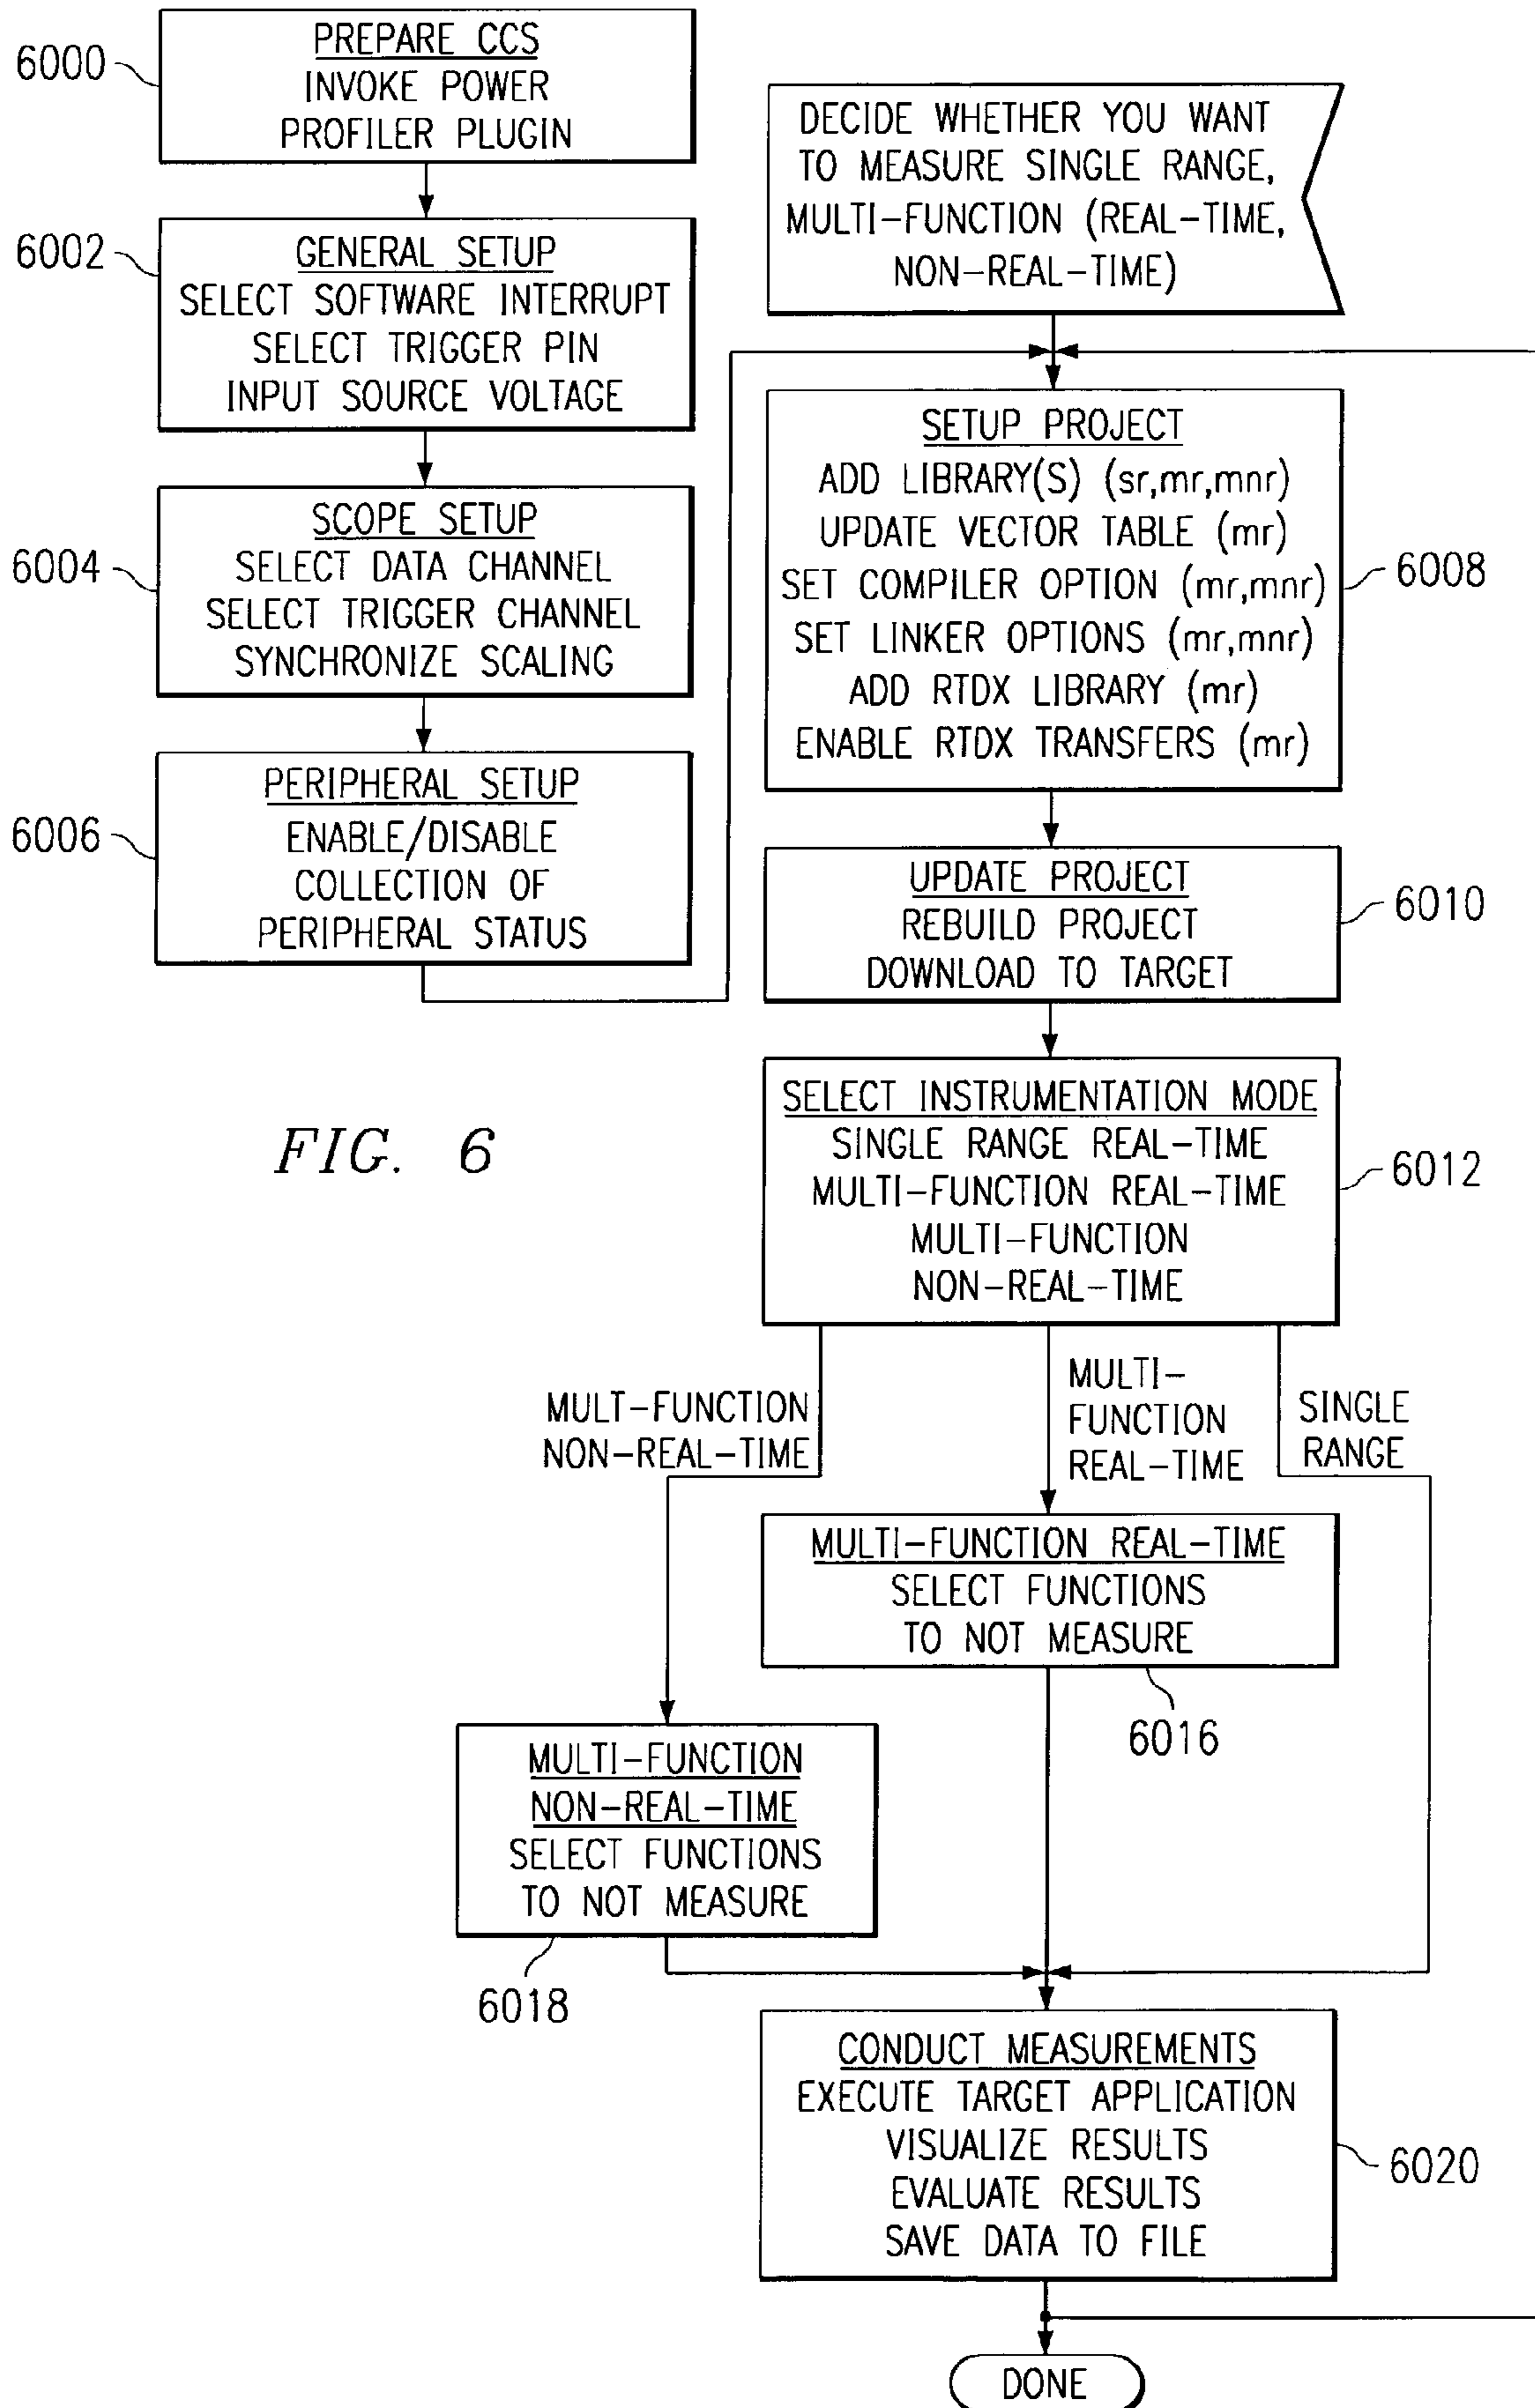 6000
PREPARE CCS
INVOKE POWER
PROFILER PLUGIN
6002
GENERAL SETUP
SELECT SOFTWARE INTERRUPT
SELECT TRIGGER PIN
INPUT SOURCE VOLTAGE
6004
SCOPE SETUP
SELECT DATA CHANNEL
SELECT TRIGGER CHANNEL
SYNCHRONIZE SCALING
6006
PERIPHERAL SETUP
ENABLE/DISABLE
COLLECTION OF
PERIPHERAL STATUS
DECIDE WHETHER YOU WANT
TO MEASURE SINGLE RANGE,
MULTI-FUNCTION (REAL-TIME,
NON-REAL-TIME)
SETUP PROJECT
ADD LIBRARY(S) (sr,mr,mnr)
UPDATE VECTOR TABLE (mr)
SET COMPILER OPTION (mr,mnr)
SET LINKER OPTIONS (mr,mnr)
ADD RTDX LIBRARY (mr)
ENABLE RTDX TRANSFERS (mr)
6008
UPDATE PROJECT
REBUILD PROJECT
DOWNLOAD TO TARGET
6010
FIG. 6
SELECT INSTRUMENTATION MODE
SINGLE RANGE REAL-TIME
MULTI-FUNCTION REAL-TIME
MULTI-FUNCTION
NON-REAL-TIME
6012
MULT-FUNCTION
NON-REAL-TIME
MULTI-
FUNCTION
REAL-TIME
SINGLE
RANGE
MULTI-FUNCTION REAL-TIME
SELECT FUNCTIONS
TO NOT MEASURE
6016
MULTI-FUNCTION
NON-REAL-TIME
SELECT FUNCTIONS
TO NOT MEASURE
6018
CONDUCT MEASUREMENTS
EXECUTE TARGET APPLICATION
VISUALIZE RESULTS
EVALUATE RESULTS
SAVE DATA TO FILE
6020
DONE